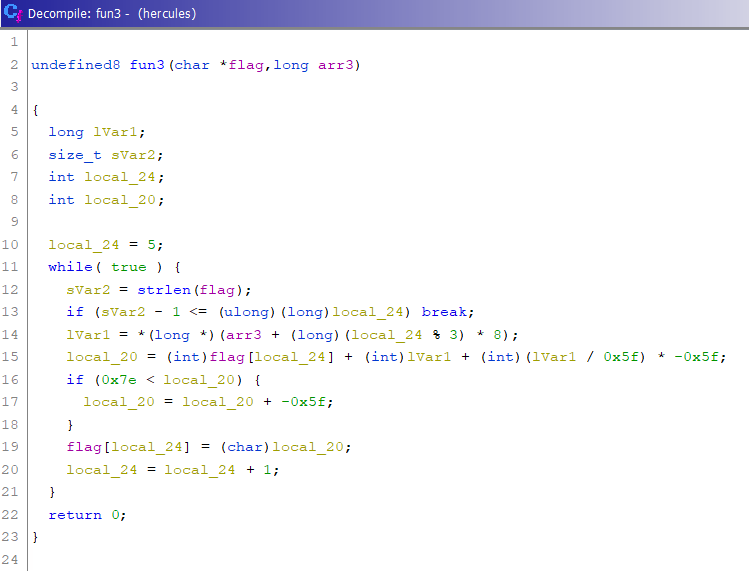 Decompile: fun3 - (hercules)
1
2 undefined8 fun3(char *flag,long arr3)
3
4 {
5 long lVar1;
6 size_t sVar2;
7 int local_24;
8 int local_20;
9
10 local_24 = 5;
11 while( true ) {
12 sVar2 = strlen(flag);
13 if (sVar2 - 1 <= (ulong)(long)local_24) break;
14 lVar1 = *(long *)(arr3 + (long)(local_24 % 3) * 8);
15 local_20 = (int)flag[local_24] + (int)lVar1 + (int)(lVar1 / 0x5f) * -0x5f;
16 if (0x7e < local_20) {
17 local_20 = local_20 + -0x5f;
18 }
19 flag[local_24] = (char)local_20;
20 local_24 = local_24 + 1;
21 }
22 return 0;
23 }
24